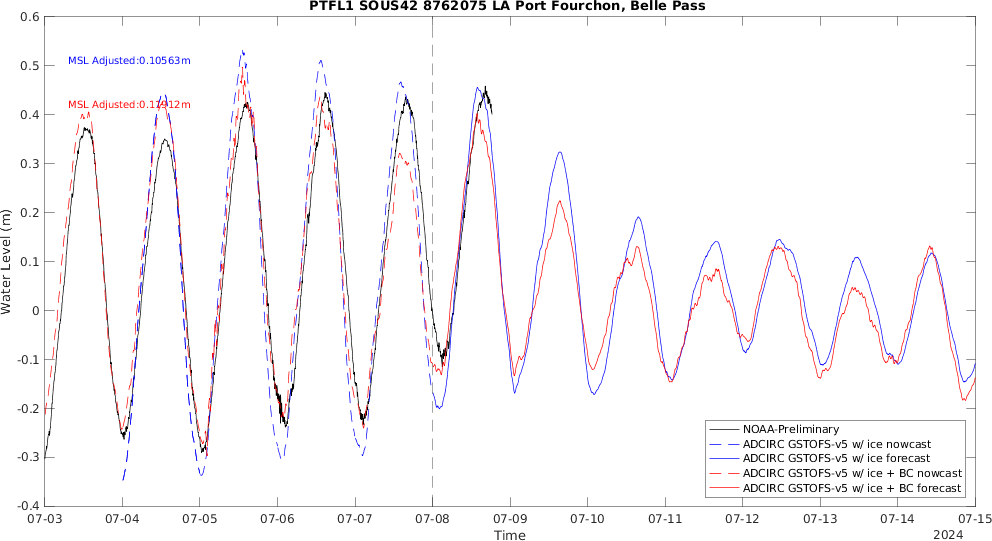 PTFL1 SOUS42 8762075 LA Port Fourchon, Belle Pass
Water Level (m)
0.6
0.5
0.4
0.3
0.2
0.1
0
-0.1
-0.2
-0.3
-0.4
MSL Adjusted:0.10563m
MSL Adjusted:0.11912m
NOAA-Preliminary
ADCIRC GSTOFS-v5 w/ ice nowcast
ADCIRC GSTOFS-v5 w/ ice forecast
ADCIRC GSTOFS-v5 w/ ice + BC nowcast
ADCIRC GSTOFS-v5 w/ ice + BC forecast
07-03 07-04 07-05 07-06 07-07 07-08 07-09 07-10 07-11 07-12 07-13 07-14 07-15
Time
2024